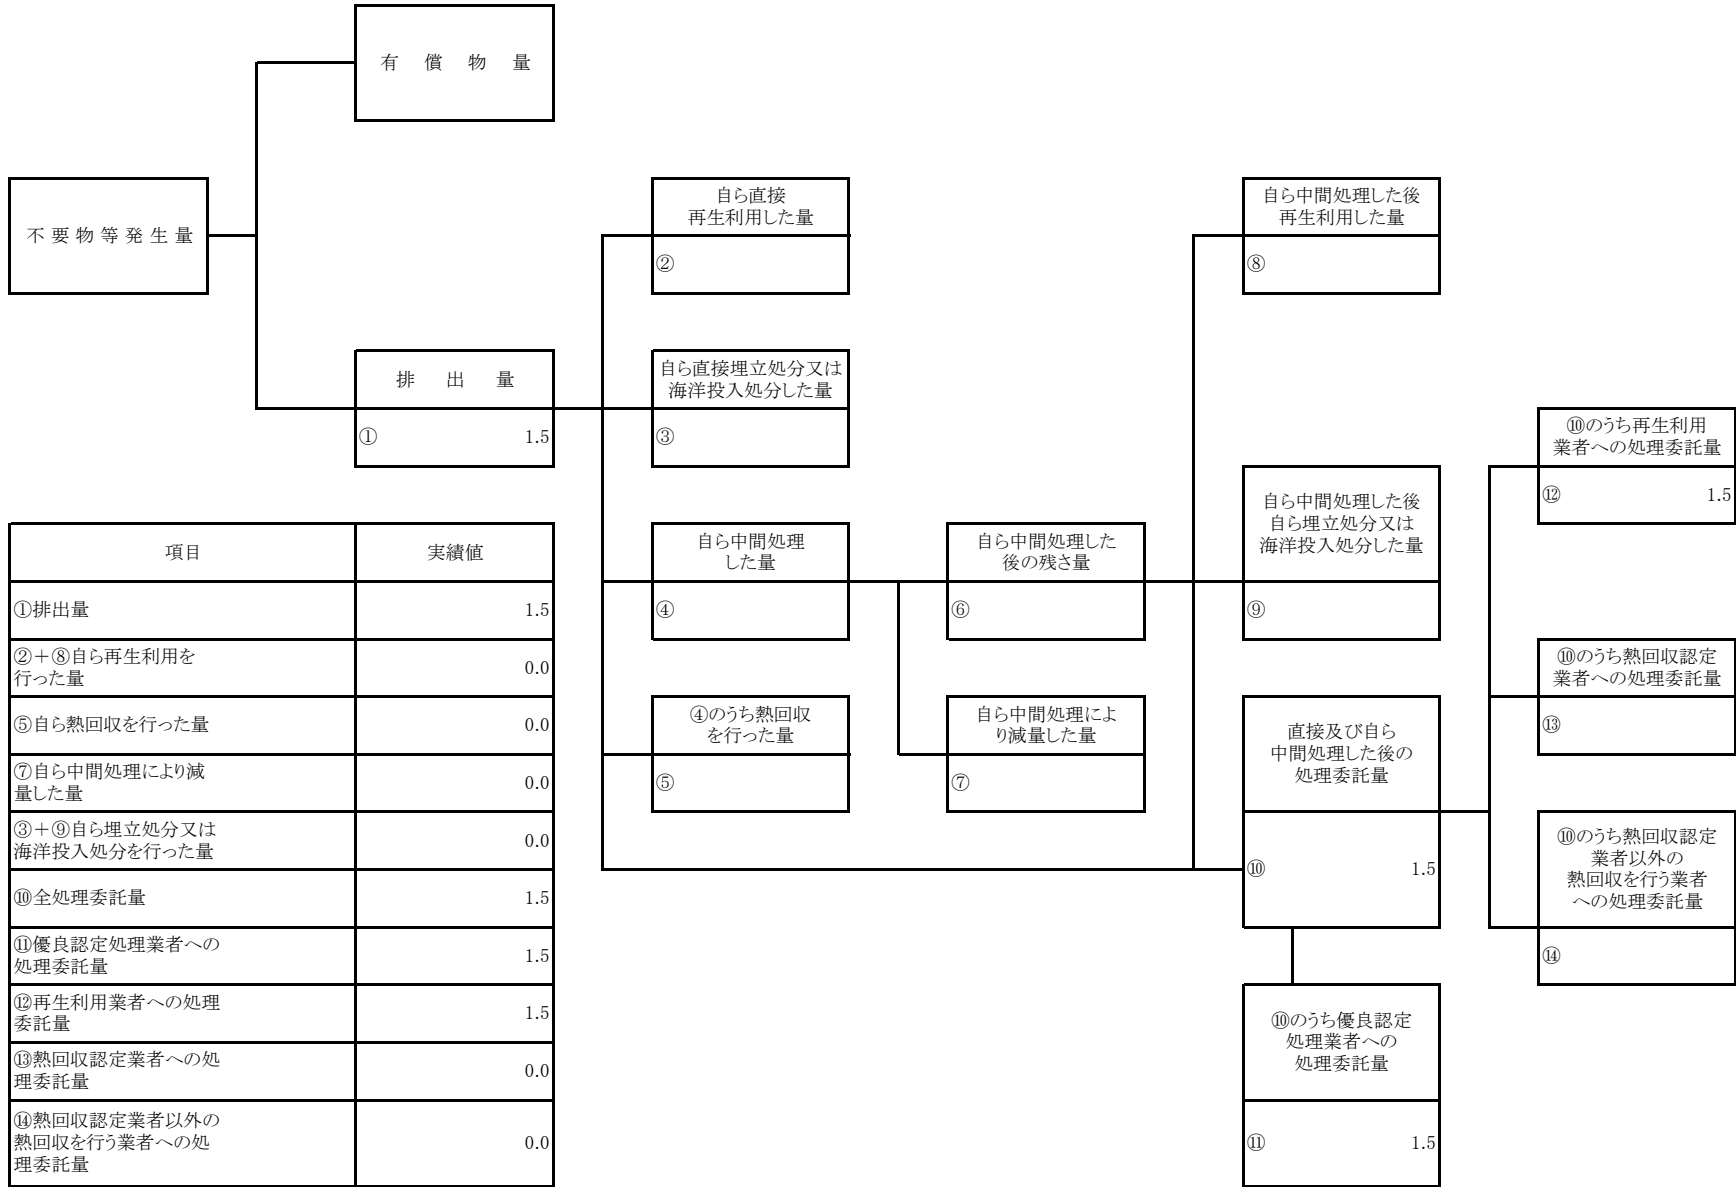 有償物量
不要物等発生量
排出量
① 1.5
自ら直接
再生利用した量
②
自ら直接埋立処分又は
海洋投入処分した量
③
自ら中間処理
した量
④
④のうち熱回収
を行った量
⑤
自ら中間処理した
後の残さ量
⑥
自ら中間処理によ
り減量した量
⑦
自ら中間処理した後
再生利用した量
⑧
自ら中間処理した後
自ら埋立処分又は
海洋投入処分した量
⑨
直接及び自ら
中間処理した後の
処理委託量
⑩ 1.5
⑩のうち優良認定
処理業者への
処理委託量
⑪ 1.5
⑩のうち再生利用
業者への処理委託量
⑫ 1.5
⑩のうち熱回収認定
業者への処理委託量
⑬
⑩のうち熱回収認定
業者以外の
熱回収を行う業者
への処理委託量
⑭
項目 実績値
①排出量 1.5
②＋⑧自ら再生利用を
行った量 0.0
⑤自ら熱回収を行った量 0.0
⑦自ら中間処理により減
量した量 0.0
③＋⑨自ら埋立処分又は
海洋投入処分を行った量 0.0
⑩全処理委託量 1.5
⑪優良認定処理業者への
処理委託量 1.5
⑫再生利用業者への処理
委託量 1.5
⑬熱回収認定業者への処
理委託量 0.0
⑭熱回収認定業者以外の
熱回収を行う業者への処
理委託量 0.0